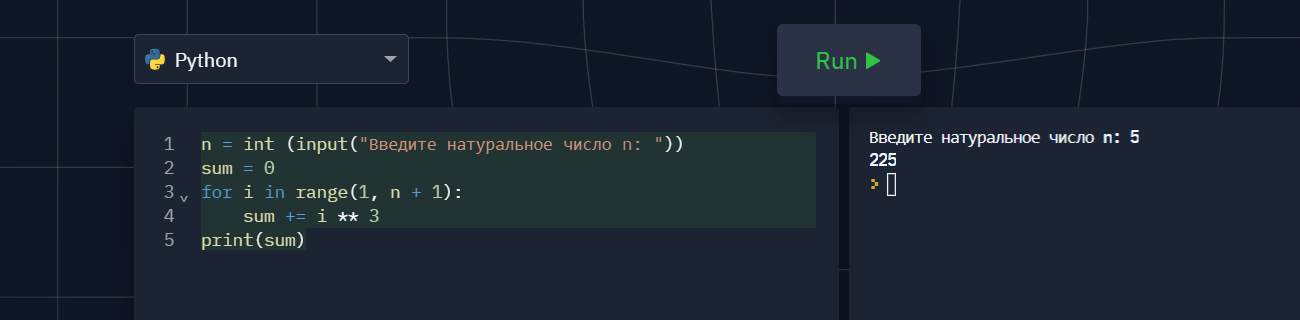 Python
Run
1 n = int (input("Введите натуральное число n: "))
2 sum = 0
3 for i in range(1, n + 1):
4     sum += i ** 3
5 print(sum)
Введите натуральное число n: 5
225
>